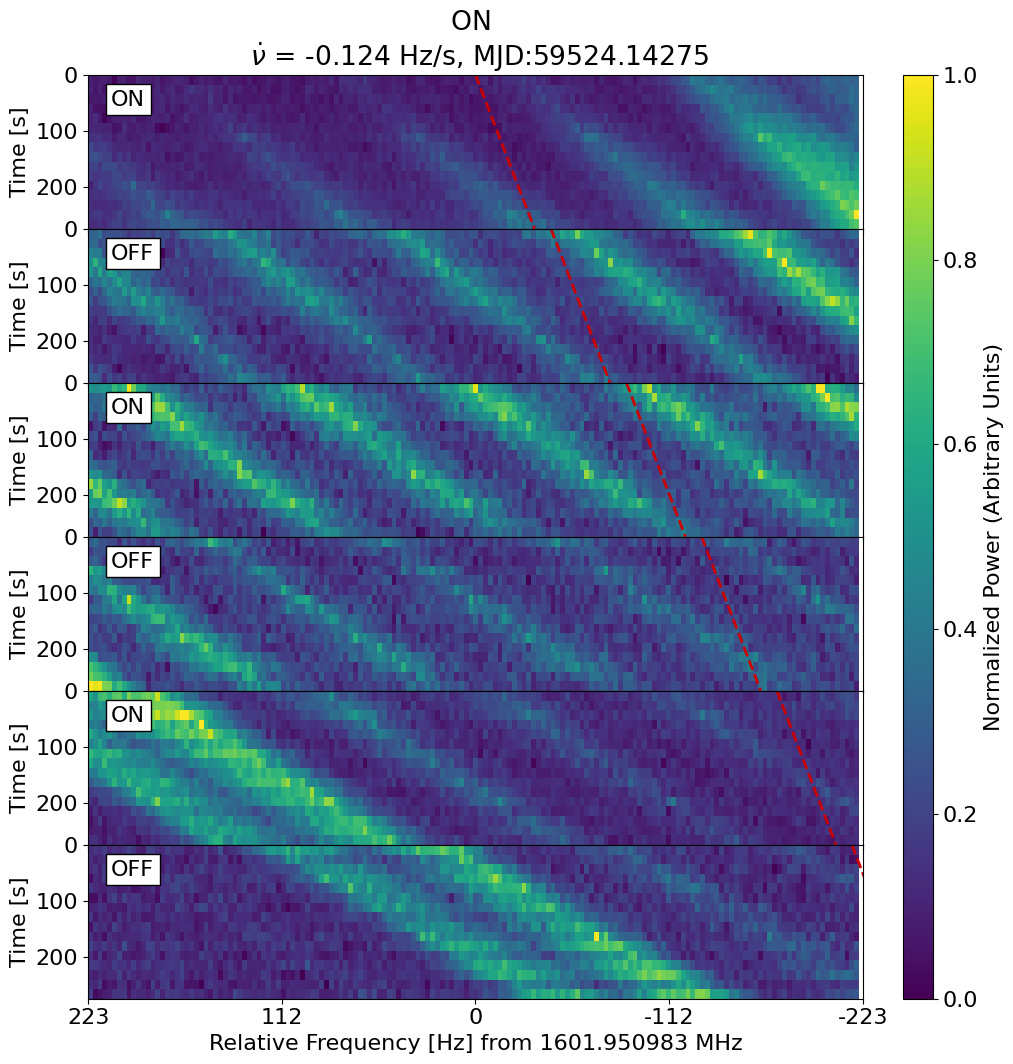 ON
ν̇ = -0.124 Hz/s, MJD:59524.14275
0
100
200
Time [s]
ON
0
100
200
Time [s]
OFF
0
100
200
Time [s]
ON
0
100
200
Time [s]
OFF
0
100
200
Time [s]
ON
0
100
200
Time [s]
OFF
223 112 0 -112 -223
Relative Frequency [Hz] from 1601.950983 MHz
1.0
0.8
0.6
0.4
0.2
0.0
Normalized Power (Arbitrary Units)